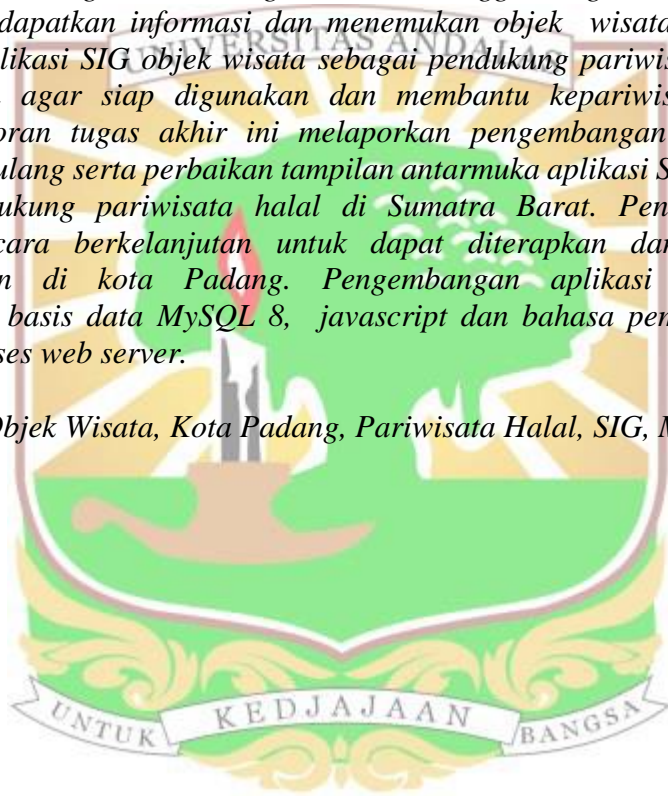 dapatkan informasi dan menemukan objek wisata
likasi SIG objek wisata sebagai pendukung pariwis
agar siap digunakan dan membantu kepariwis
oran tugas akhir ini melaporkan pengembangan
ulang serta perbaikan tampilan antarmuka aplikasi S
ukung pariwisata halal di Sumatra Barat. Pen
cara berkelanjutan untuk dapat diterapkan dar
n di kota Padang. Pengembangan aplikasi
basis data MySQL 8, javascript dan bahasa pen
ses web server.
Objek Wisata, Kota Padang, Pariwisata Halal, SIG, M
UNIVERSITAS ANDALAS
UNTUK KEDJAJAAN BANGSA